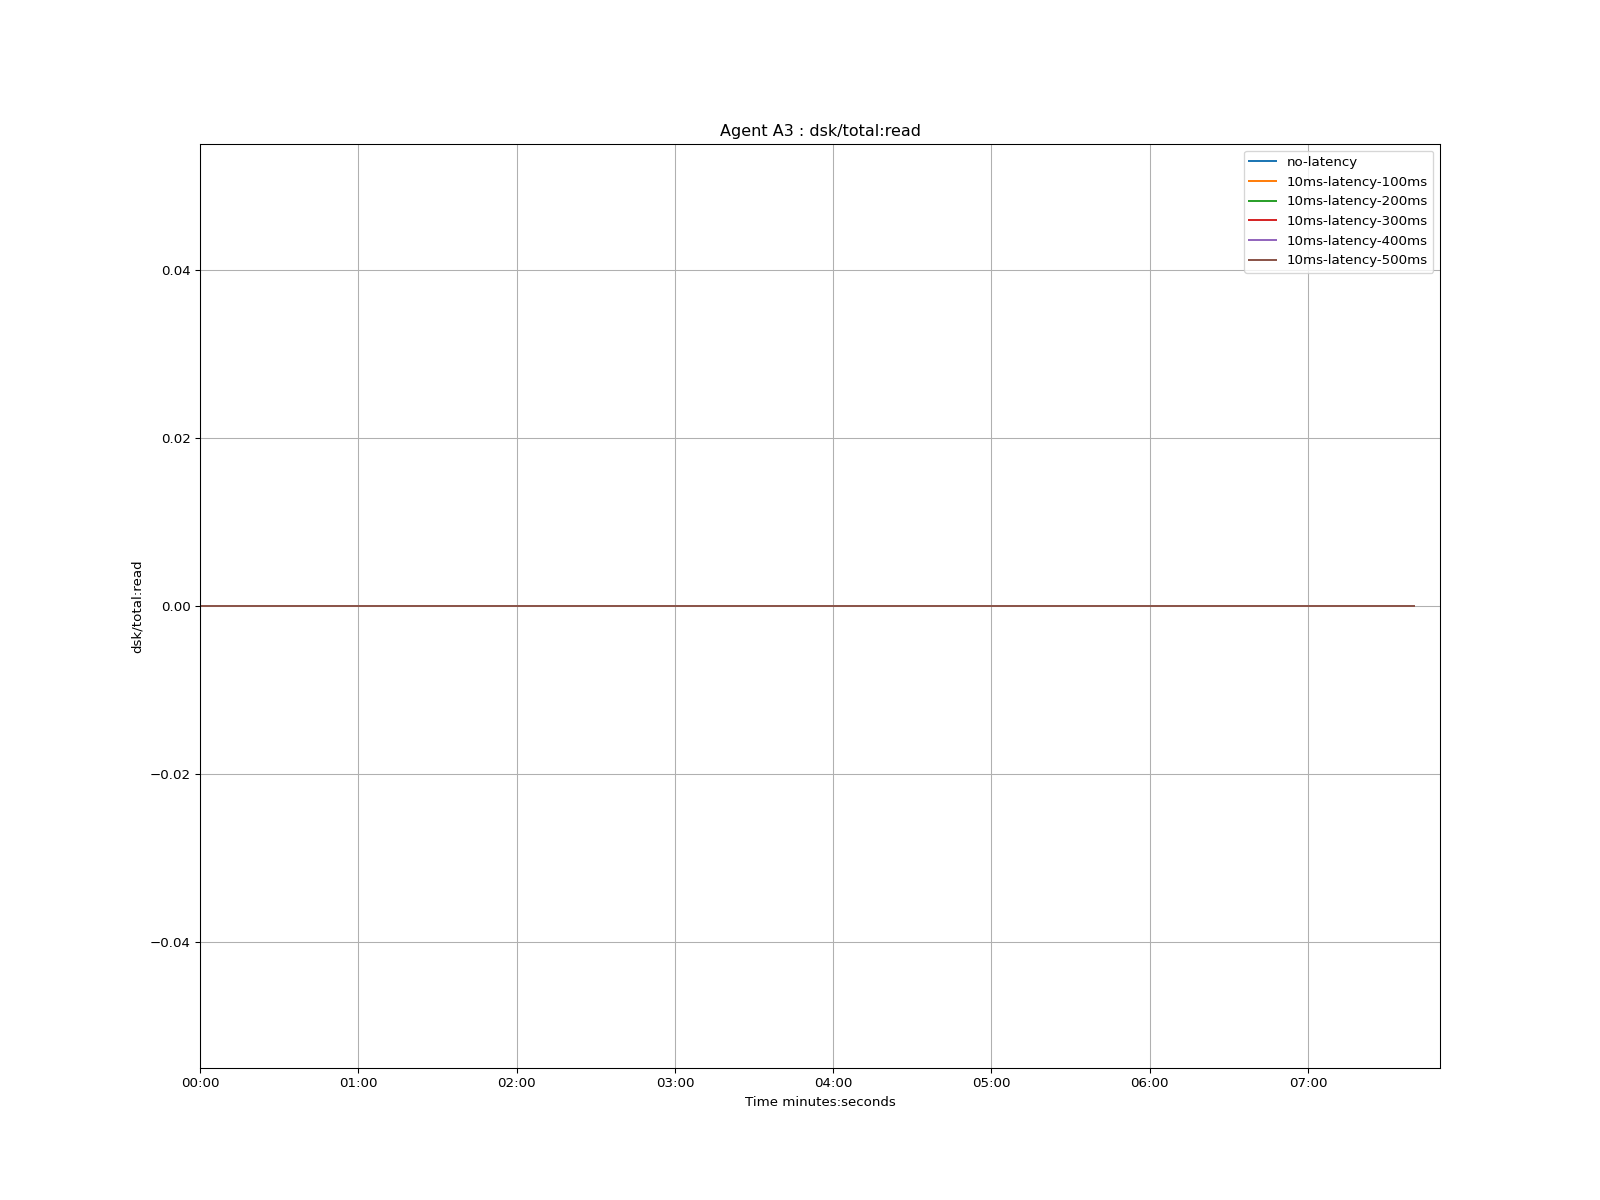 Agent A3 : dsk/total:read
no-latency
10ms-latency-100ms
10ms-latency-200ms
10ms-latency-300ms
10ms-latency-400ms
10ms-latency-500ms
0.04
0.02
0.00
−0.02
−0.04
dsk/total:read
00:00 01:00 02:00 03:00 04:00 05:00 06:00 07:00
Time minutes:seconds